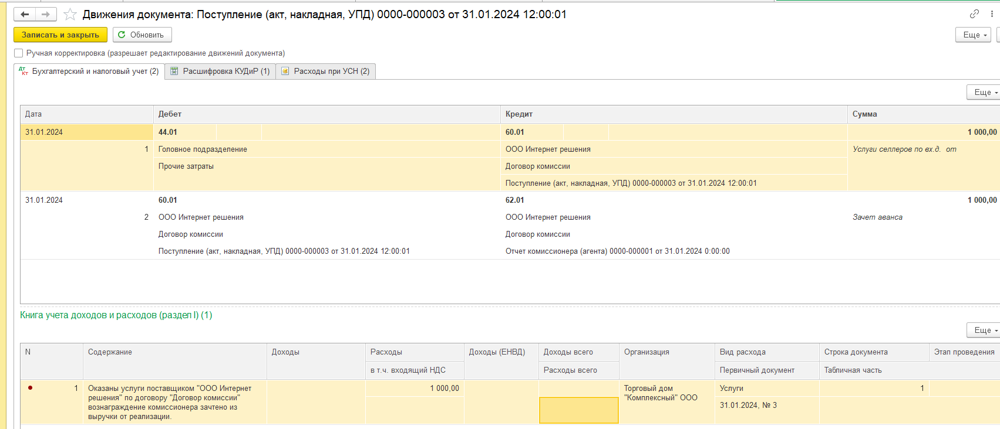 Движения документа: Поступление (акт, накладная, УПД) 0000-000003 от 31.01.2024 12:00:01
Записать и закрыть
Обновить
Еще
Ручная корректировка (разрешает редактирование движений документа)
Дт Кт Бухгалтерский и налоговый учет (2)
Расшифровка КУДиР (1)
Расходы при УСН (2)
Еще
Дата Дебет Кредит Сумма
31.01.2024 44.01 60.01 1 000,00
1 Головное подразделение ООО Интернет решения Услуги селлеров по вх.д. от
Прочие затраты Договор комиссии
Поступление (акт, накладная, УПД) 0000-000003 от 31.01.2024 12:00:01
31.01.2024 60.01 62.01 1 000,00
2 ООО Интернет решения ООО Интернет решения Зачет аванса
Договор комиссии Договор комиссии
Поступление (акт, накладная, УПД) 0000-000003 от 31.01.2024 12:00:01 Отчет комиссионера (агента) 0000-000001 от 31.01.2024 0:00:00
Книга учета доходов и расходов (раздел I) (1)
Еще
N Содержание Доходы Расходы Доходы (ЕНВД) Доходы всего Организация Вид расхода Строка документа Этап проведения
в т.ч. входящий НДС Расходы всего Первичный документ Табличная часть
1 Оказаны услуги поставщиком "ООО Интернет 1 000,00 Торговый дом Услуги 1
решения" по договору "Договор комиссии" "Комплексный" ООО
вознаграждение комиссионера зачтено из 31.01.2024, № 3
выручки от реализации.